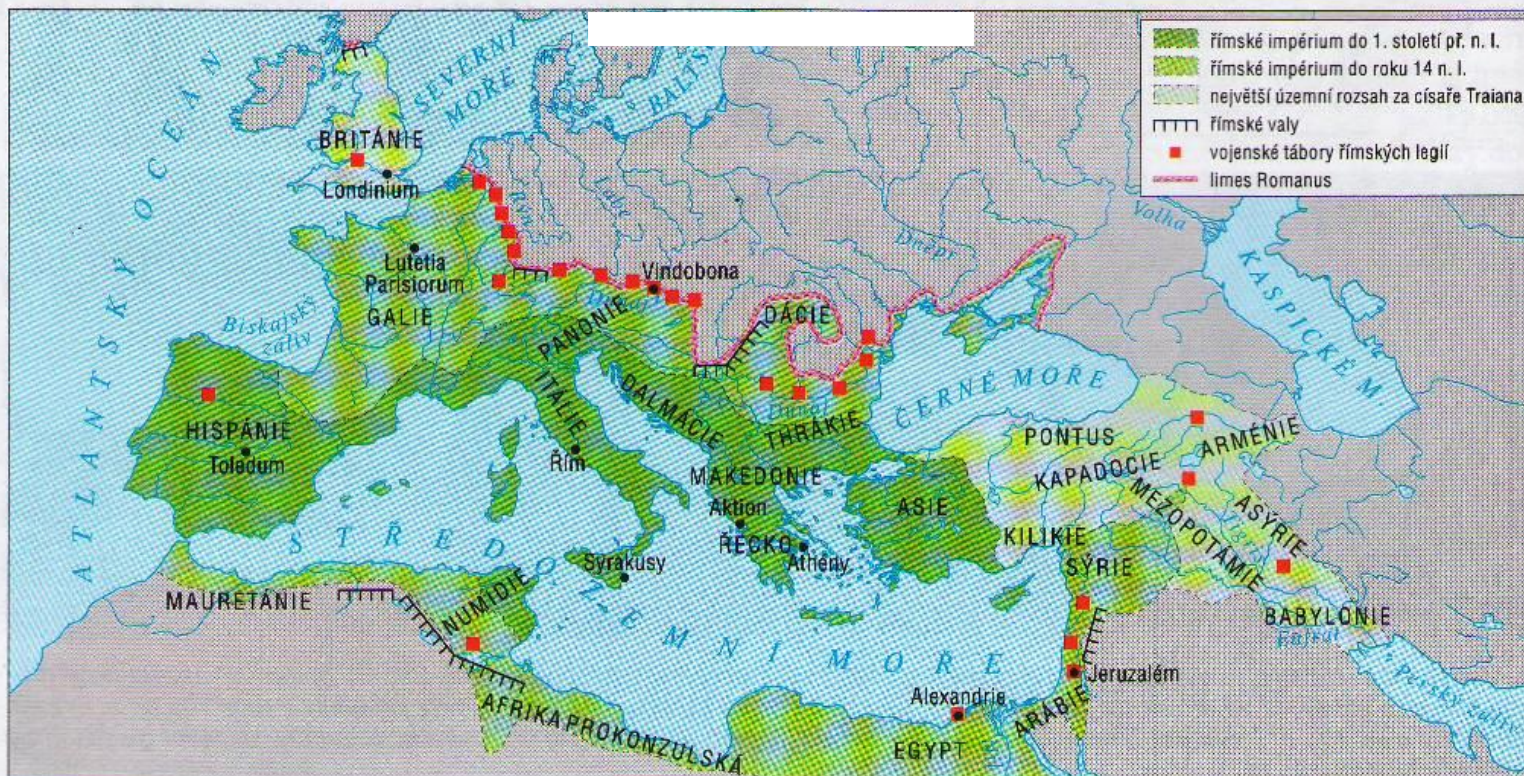 římské impérium do 1. století př. n. l.
římské impérium do roku 14 n. l.
největší územní rozsah za císaře Traiana
římské valy
vojenské tábory římských legií
limes Romanus
ATLANTSKÝ OCEÁN
SEVERNÍ
MOŘE
BALTS
BRITÁNIE
Londinium
Rýn
Labe
Volha
Dněpr
KASPICKÉ M.
Lutetia
Parisiorum
Vindobona
GALIE
Biskajský
záliv
PANONIE
DÁCIE
ITÁLIE
DALMÁCIE
Dunaj
THRÁKIE
ČERNÉ MOŘE
HISPÁNIE
Toledum
Řím
PONTUS
ARMÉNIE
KAPADOCIE
MAKEDONIE
Aktion
ASIE
MEZOPOTÁMIE
ASÝRIE
ŘECKO
Athény
KILIKIE
SÝRIE
STŘEDOZEMNÍ MOŘE
Syrakusy
MAURETÁNIE
NUMIDIE
BABYLONIE
Eufrat
Perský záliv
Jeruzalém
Alexandrie
ARÁBIE
AFRIKA PROKONZULSKÁ
EGYPT